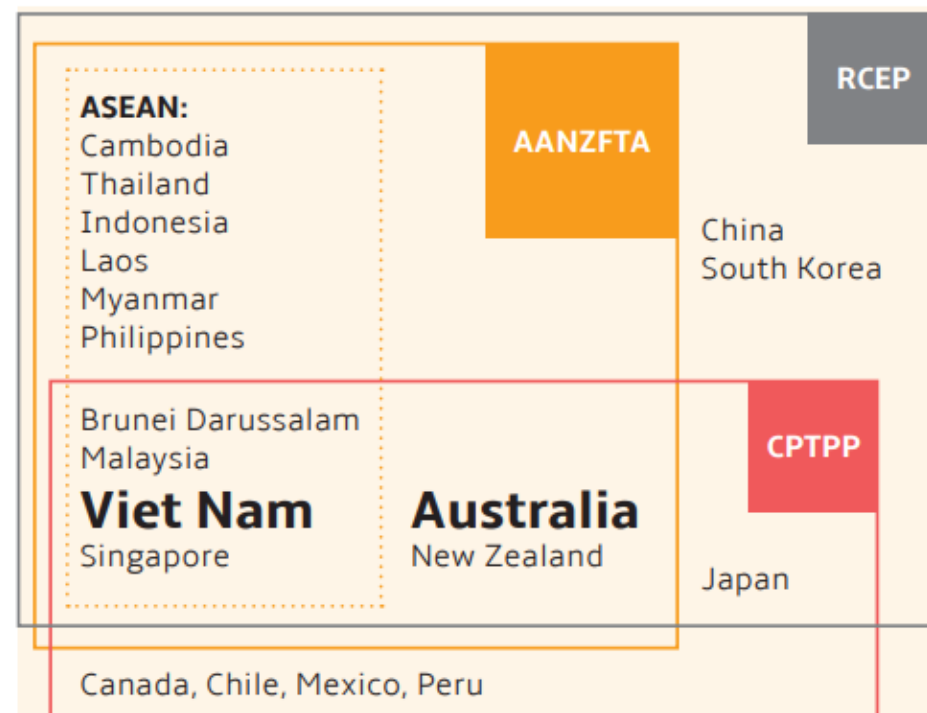 RCEP
AANZFTA
ASEAN:
Cambodia
Thailand
Indonesia
Laos
Myanmar
Philippines
China
South Korea
CPTPP
Brunei Darussalam
Malaysia
Viet Nam
Singapore
Australia
New Zealand
Japan
Canada, Chile, Mexico, Peru